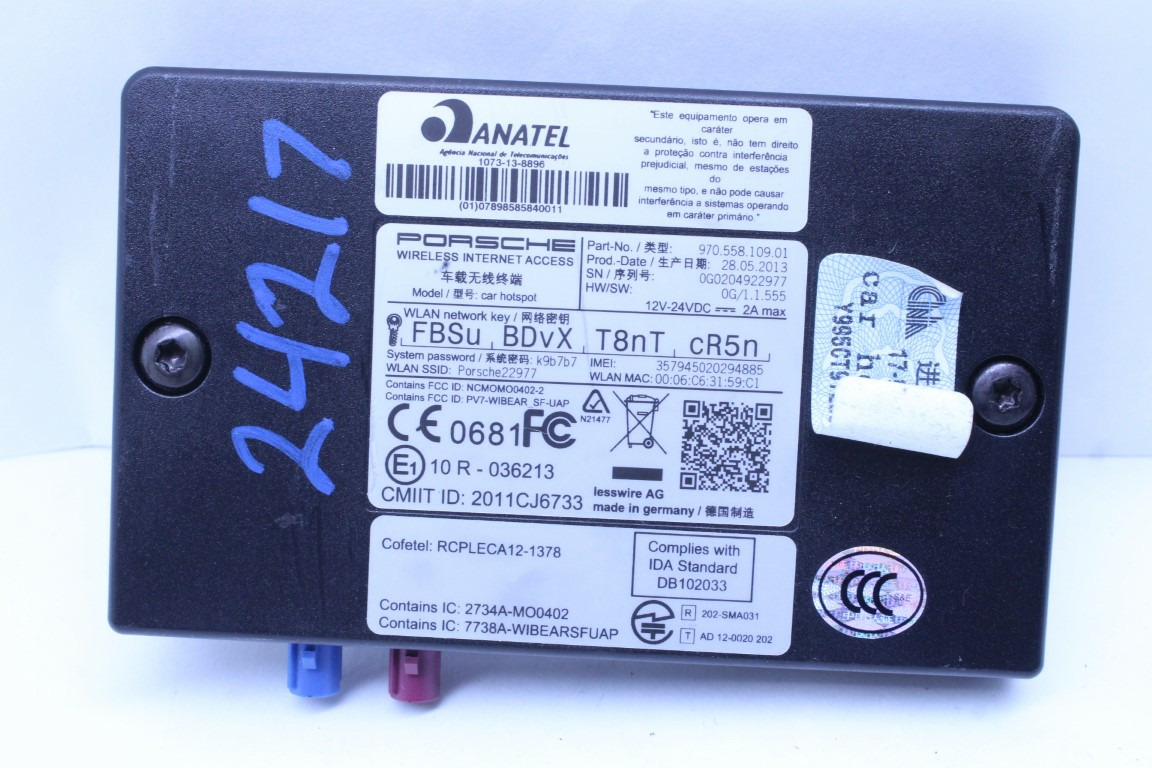 24217
ANATEL
Agência Nacional de Telecomunicações
1073-13-8896
(01)07898585840011
"Este equipamento opera em
caráter
secundário, isto é, não tem direito
a proteção contra interferência
prejudicial, mesmo de estações
do
mesmo tipo, e não pode causar
interferência a sistemas operando
em caráter primário."
PORSCHE
WIRELESS INTERNET ACCESS
车载无线终端
Model / 型号: car hotspot
Part-No. / 类型: 970.558.109.01
Prod.-Date / 生产日期: 28.05.2013
SN / 序列号: 0G0204922977
HW/SW: 0G/1.1.555
12V-24VDC 2A max
WLAN network key / 网络密钥
FBSu BDvX T8nT cR5n
System password / 系统密码: k9b7b7
WLAN SSID: Porsche22977
IMEI: 357945020294885
WLAN MAC: 00:06:C6:31:59:C1
Contains FCC ID: NCMOMO0402-2
Contains FCC ID: PV7-WIBEAR_SF-UAP
CE 0681 FC
N21477
E1 10 R - 036213
CMIIT ID: 2011CJ6733
lesswire AG
made in germany / 德国制造
Cofetel: RCPLECA12-1378
Complies with
IDA Standard
DB102033
Contains IC: 2734A-MO0402
Contains IC: 7738A-WIBEARSFUAP
R 202-SMA031
T AD 12-0020 202
进
car
CCC
S&E